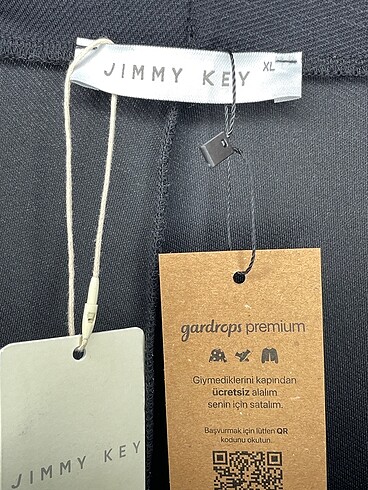 JIMMY KEY
XL
gardrops premium
Giymediklerini kapından
ücretsiz alalım
senin için satalım.
Başvurmak için lütfen QR
kodunu okutun.
JIMMY KEY